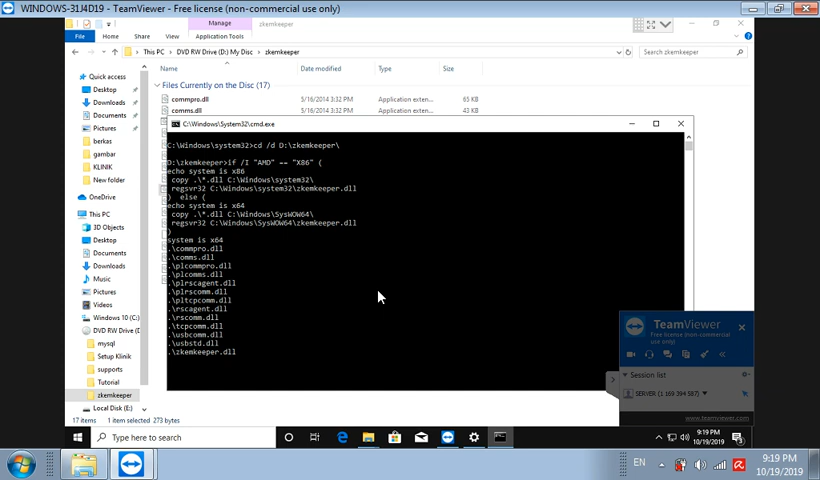 WINDOWS-31J4D19 - TeamViewer - Free license (non-commercial use only)
Manage
zkemkeeper
File
Home
Share
View
Application Tools
This PC
DVD RW Drive (D:) My Disc
zkemkeeper
Search zkemkeeper
Name
Date modified
Type
Size
Files Currently on the Disc (17)
commpro.dll
5/16/2014 3:32 PM
Application exten...
65 KB
comms.dll
5/16/2014 3:32 PM
Application exten...
43 KB
Quick access
Desktop
Downloads
Documents
Pictures
berkas
gambar
KLINIK
New folder
OneDrive
This PC
3D Objects
Desktop
Documents
Downloads
Music
Pictures
Videos
Windows 10 (C:)
DVD RW Drive (D:
mysql
Setup Klinik
supports
Tutorial
zkemkeeper
Local Disk (E:)
17 items
1 item selected 273 bytes
C:\Windows\System32\cmd.exe
C:\Windows\System32>cd /d D:\zkemkeeper\
D:\zkemkeeper>if /I "AMD" == "X86" (
echo system is x86
copy .\*.dll C:\Windows\system32\
regsvr32 C:\Windows\system32\zkemkeeper.dll
) else (
echo system is x64
copy .\*.dll C:\Windows\SysWOW64\
regsvr32 C:\Windows\SysWOW64\zkemkeeper.dll
)
system is x64
.\commpro.dll
.\comms.dll
.\plcommpro.dll
.\plcomms.dll
.\plrscagent.dll
.\plrscomm.dll
.\pltcpcomm.dll
.\rscagent.dll
.\rscomm.dll
.\tcpcomm.dll
.\usbcomm.dll
.\usbstd.dll
.\zkemkeeper.dll
TeamViewer
Free license (non-commercial
use only)
Session list
SERVER (1 169 394 587)
www.teamviewer.com
Type here to search
9:19 PM
10/19/2019
EN
9:19 PM
10/19/2019